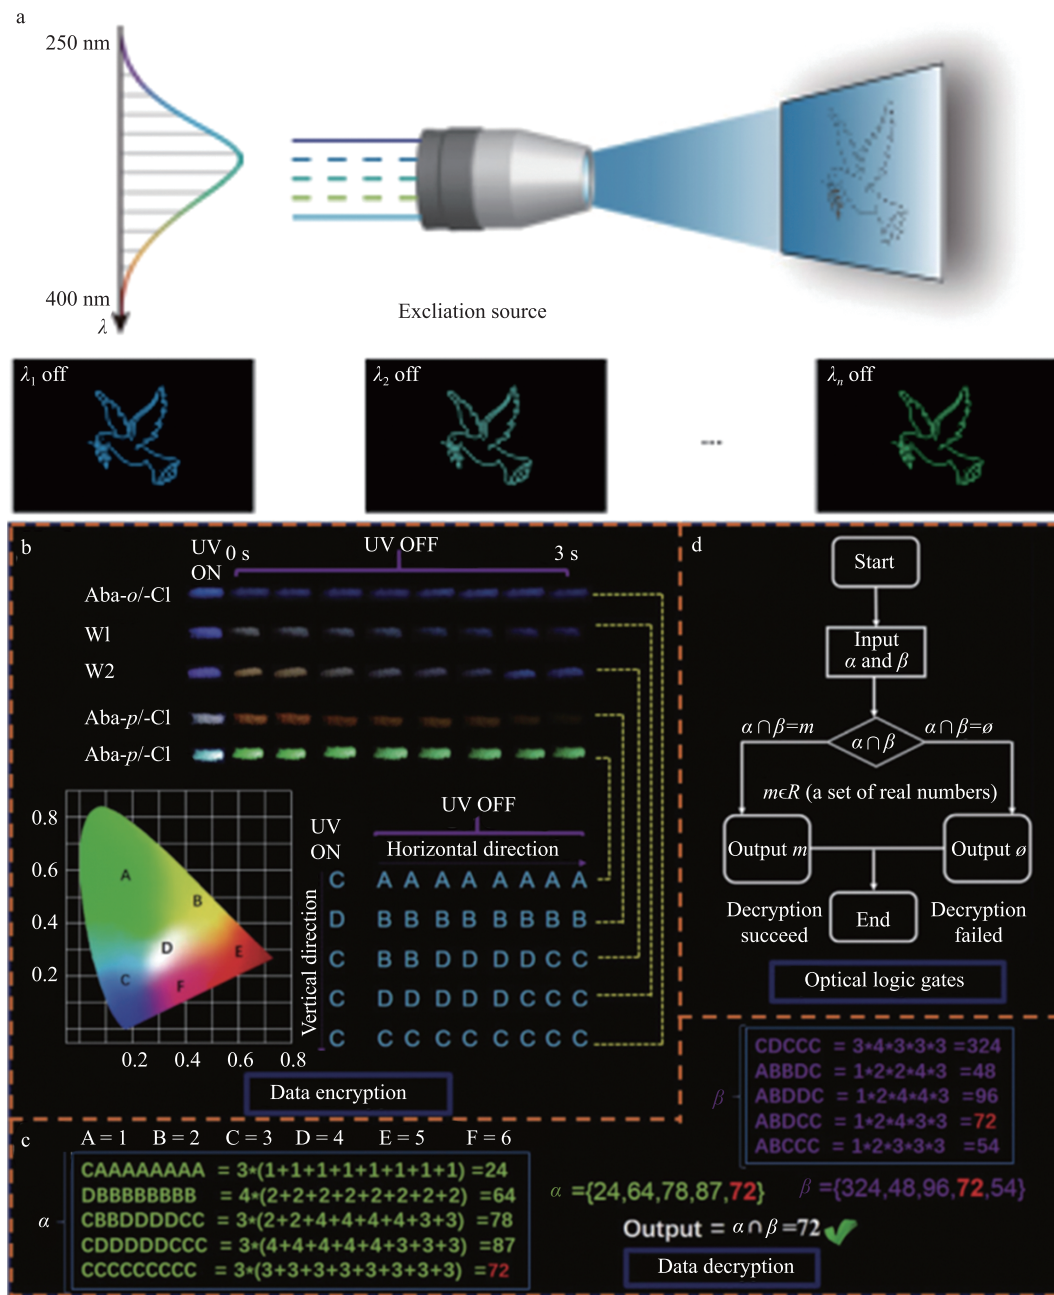 a
250 nm
400 nm
λ
Excliation source
λ1 off
λ2 off
...
λn off
b
UV ON
0 s
UV OFF
3 s
Aba-o/-Cl
W1
W2
Aba-p/-Cl
Aba-p/-Cl
0.8
0.6
0.4
0.2
0.2 0.4 0.6 0.8
A
B
C
D
E
F
UV ON
UV OFF
Horizontal direction
Vertical direction
C A A A A A A A A
D B B B B B B B B
C B B D D D D C C
C D D D D D C C C
C C C C C C C C C
Data encryption
d
Start
Input
α and β
α∩β=m
α∩β
α∩β=ø
mϵR (a set of real numbers)
Output m
Output ø
Decryption succeed
End
Decryption failed
Optical logic gates
β
CDCCC = 3*4*3*3*3 =324
ABBDC = 1*2*2*4*3 =48
ABDDC = 1*2*4*4*3 =96
ABDCC = 1*2*4*3*3 =72
ABCCC = 1*2*3*3*3 =54
c
A = 1 B = 2 C = 3 D = 4 E = 5 F = 6
α
CAAAAAAAA = 3*(1+1+1+1+1+1+1+1) =24
DBBBBBBBB = 4*(2+2+2+2+2+2+2+2) =64
CBBDDDDCC = 3*(2+2+4+4+4+4+3+3) =78
CDDDDDCCC = 3*(4+4+4+4+4+3+3+3) =87
CCCCCCCCC = 3*(3+3+3+3+3+3+3+3) =72
α ={24,64,78,87,72} β ={324,48,96,72,54}
Output = α∩β=72
Data decryption